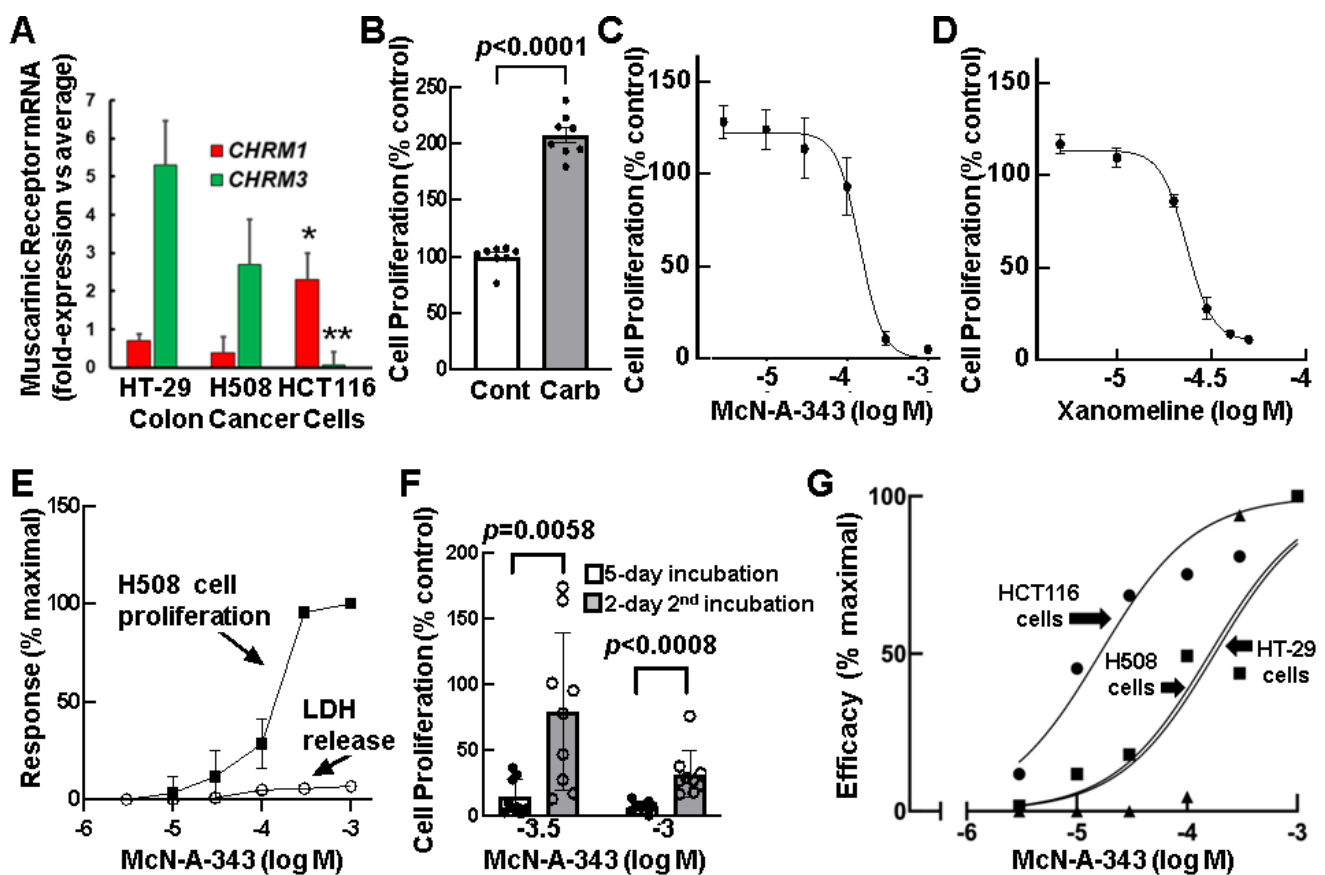 A
Muscarinic Receptor mRNA
(fold-expression vs average)
7
6
5
4
3
2
1
0
CHRM1
CHRM3
*
**
HT-29 H508 HCT116
Colon Cancer Cells
B
p<0.0001
Cell Proliferation (% control)
250
200
150
100
50
0
Cont Carb
C
Cell Proliferation (% control)
150
100
50
0
-5 -4 -3
McN-A-343 (log M)
D
Cell Proliferation (% control)
150
100
50
0
-5 -4.5 -4
Xanomeline (log M)
E
Response (% maximal)
150
100
50
0
H508 cell
proliferation
LDH
release
-6 -5 -4 -3
McN-A-343 (log M)
F
Cell Proliferation (% control)
200
150
100
50
0
p=0.0058
5-day incubation
2-day 2nd incubation
p<0.0008
-3.5 -3
McN-A-343 (log M)
G
Efficacy (% maximal)
100
50
0
HCT116
cells
H508
cells
HT-29
cells
-6 -5 -4 -3
McN-A-343 (log M)